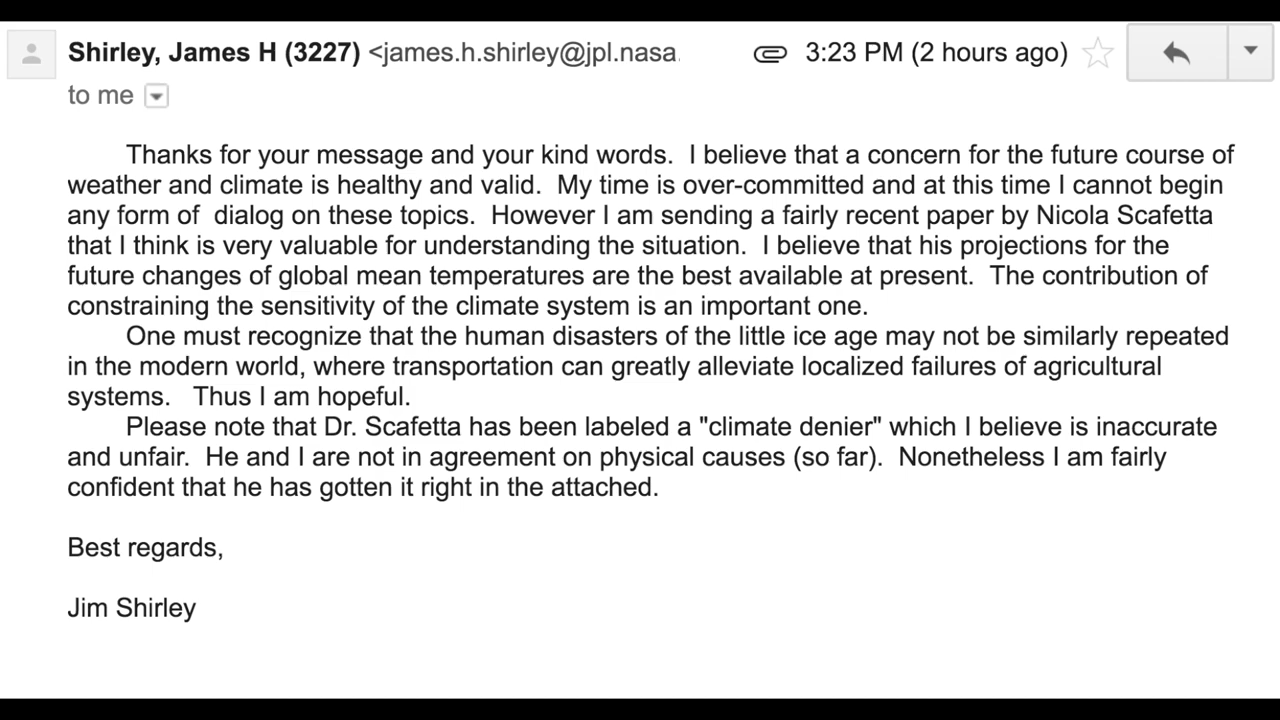 Shirley, James H (3227) <james.h.shirley@jpl.nasa. 3:23 PM (2 hours ago)
to me
Thanks for your message and your kind words.  I believe that a concern for the future course of
weather and climate is healthy and valid.  My time is over-committed and at this time I cannot begin
any form of  dialog on these topics.  However I am sending a fairly recent paper by Nicola Scafetta
that I think is very valuable for understanding the situation.  I believe that his projections for the
future changes of global mean temperatures are the best available at present.  The contribution of
constraining the sensitivity of the climate system is an important one.
One must recognize that the human disasters of the little ice age may not be similarly repeated
in the modern world, where transportation can greatly alleviate localized failures of agricultural
systems.   Thus I am hopeful.
Please note that Dr. Scafetta has been labeled a "climate denier" which I believe is inaccurate
and unfair.  He and I are not in agreement on physical causes (so far).  Nonetheless I am fairly
confident that he has gotten it right in the attached.
Best regards,
Jim Shirley